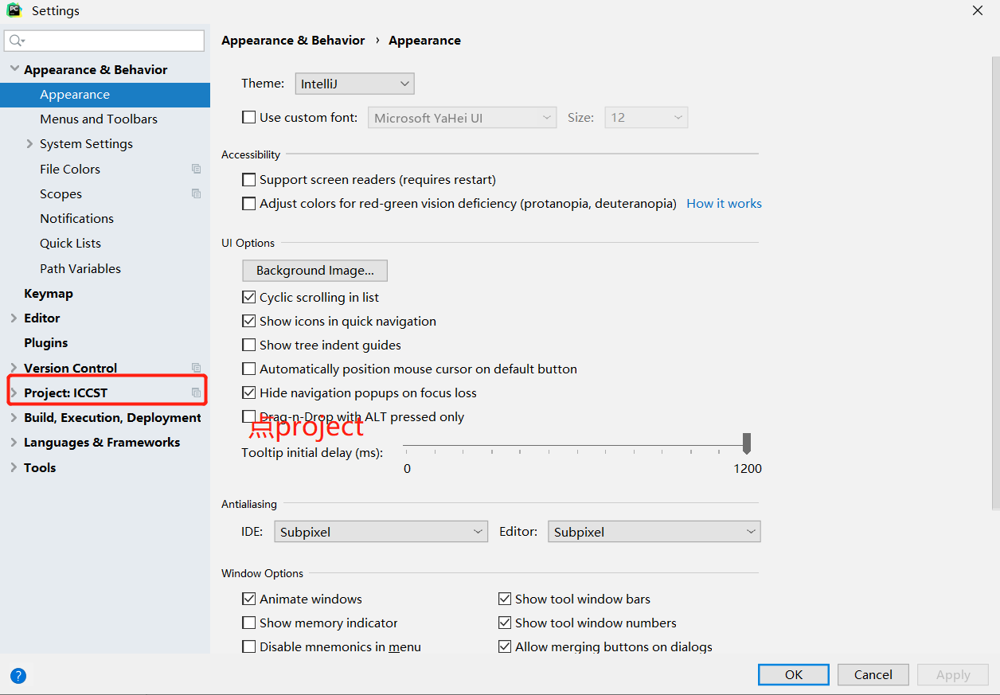 Settings
Appearance & Behavior
Appearance
Menus and Toolbars
System Settings
File Colors
Scopes
Notifications
Quick Lists
Path Variables
Keymap
Editor
Plugins
Version Control
Project: ICCST
Build, Execution, Deployment
Languages & Frameworks
Tools
Appearance & Behavior › Appearance
Theme: IntelliJ
Use custom font: Microsoft YaHei UI Size: 12
Accessibility
Support screen readers (requires restart)
Adjust colors for red-green vision deficiency (protanopia, deuteranopia) How it works
UI Options
Background Image...
Cyclic scrolling in list
Show icons in quick navigation
Show tree indent guides
Automatically position mouse cursor on default button
Hide navigation popups on focus loss
Drag-n-Drop with ALT pressed only
点project
Tooltip initial delay (ms):
0 1200
Antialiasing
IDE: Subpixel Editor: Subpixel
Window Options
Animate windows Show tool window bars
Show memory indicator Show tool window numbers
Disable mnemonics in menu Allow merging buttons on dialogs
? OK Cancel Apply